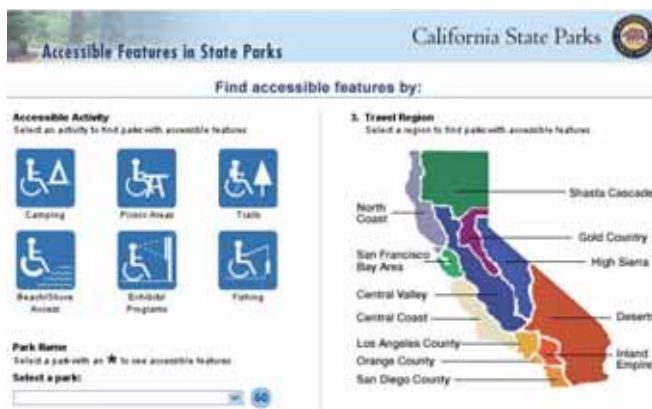 Accessible Features in State Parks
California State Parks
Find accessible features by:
Accessible Activity
Select an activity to find parks with accessible features
Camping
Picnic Areas
Trails
Beach/Shore
Access
Exhibits/
Programs
Fishing
Park Name
Select a park with an * to see accessible features
Select a park:
GO
3. Travel Region
Select a region to find parks with accessible features
Shasta Cascade
North
Coast
Gold Country
San Francisco
Bay Area
High Sierra
Central Valley
Central Coast
Deserts
Los Angeles County
Orange County
Inland
Empire
San Diego County